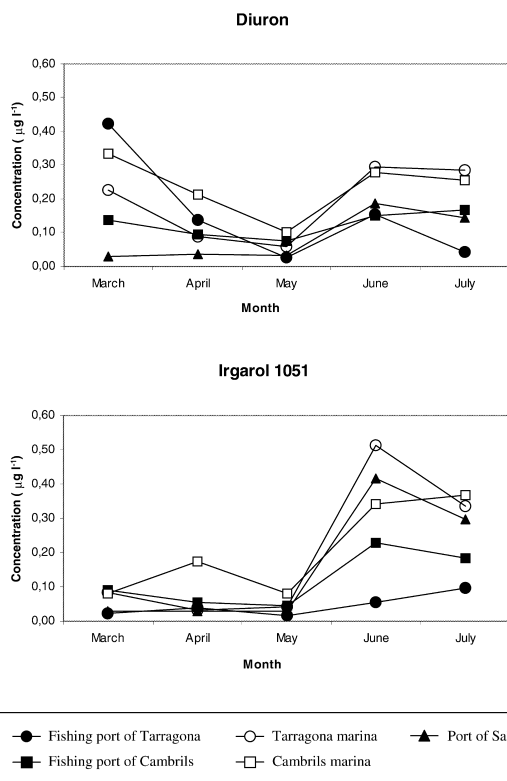 Diuron
0,60
0,50
0,40
0,30
0,20
0,10
0,00
Concentration ( µg l-1)
March April May June July
Month
Irgarol 1051
0,60
0,50
0,40
0,30
0,20
0,10
0,00
Concentration ( µg l-1)
March April May June July
Month
Fishing port of Tarragona Tarragona marina Port of Sa
Fishing port of Cambrils Cambrils marina